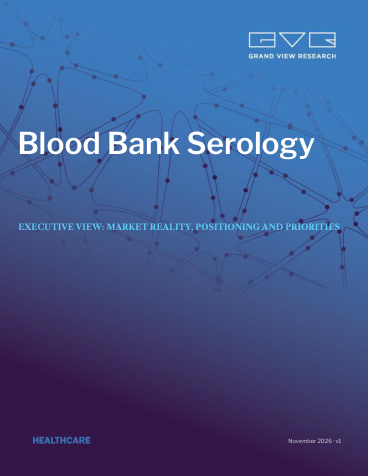 GRAND VIEW RESEARCH
Blood Bank Serology
EXECUTIVE VIEW: MARKET REALITY, POSITIONING AND PRIORITIES
HEALTHCARE
November 2026 · v1